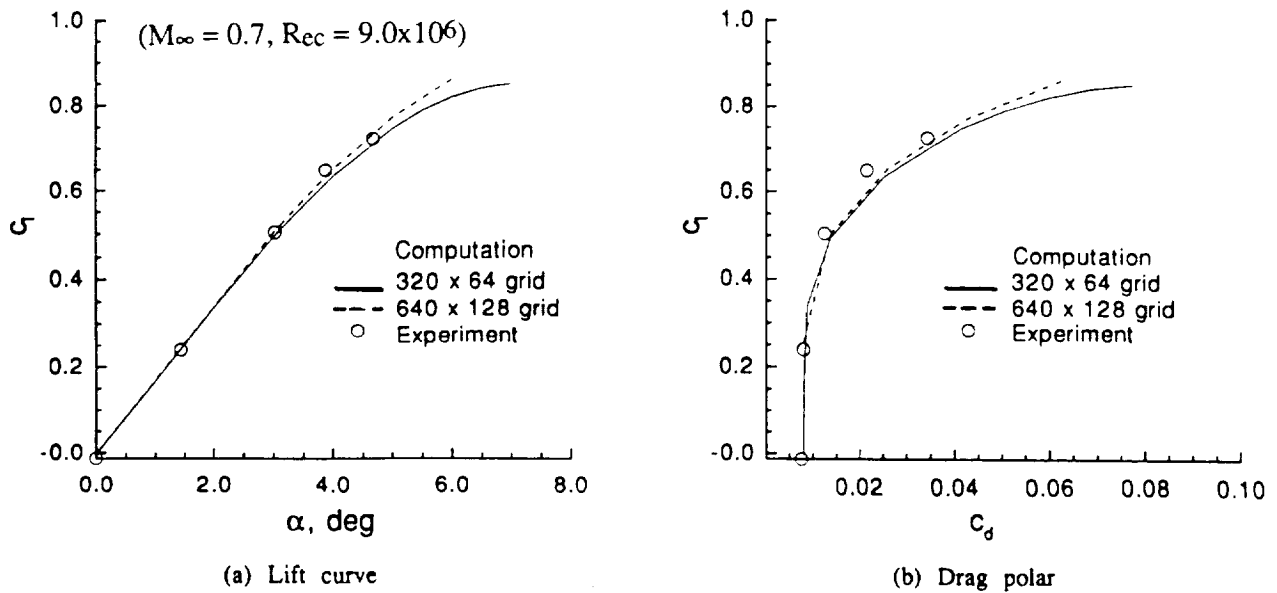 (M∞ = 0.7, Rec = 9.0x10⁶)
1.0
0.8
0.6
0.4
0.2
-0.0
C_l
0.0 2.0 4.0 6.0 8.0
α, deg
Computation
320 x 64 grid
640 x 128 grid
Experiment
(a) Lift curve
1.0
0.8
0.6
0.4
0.2
-0.0
C_l
0.02 0.04 0.06 0.08 0.10
C_d
Computation
320 x 64 grid
640 x 128 grid
Experiment
(b) Drag polar